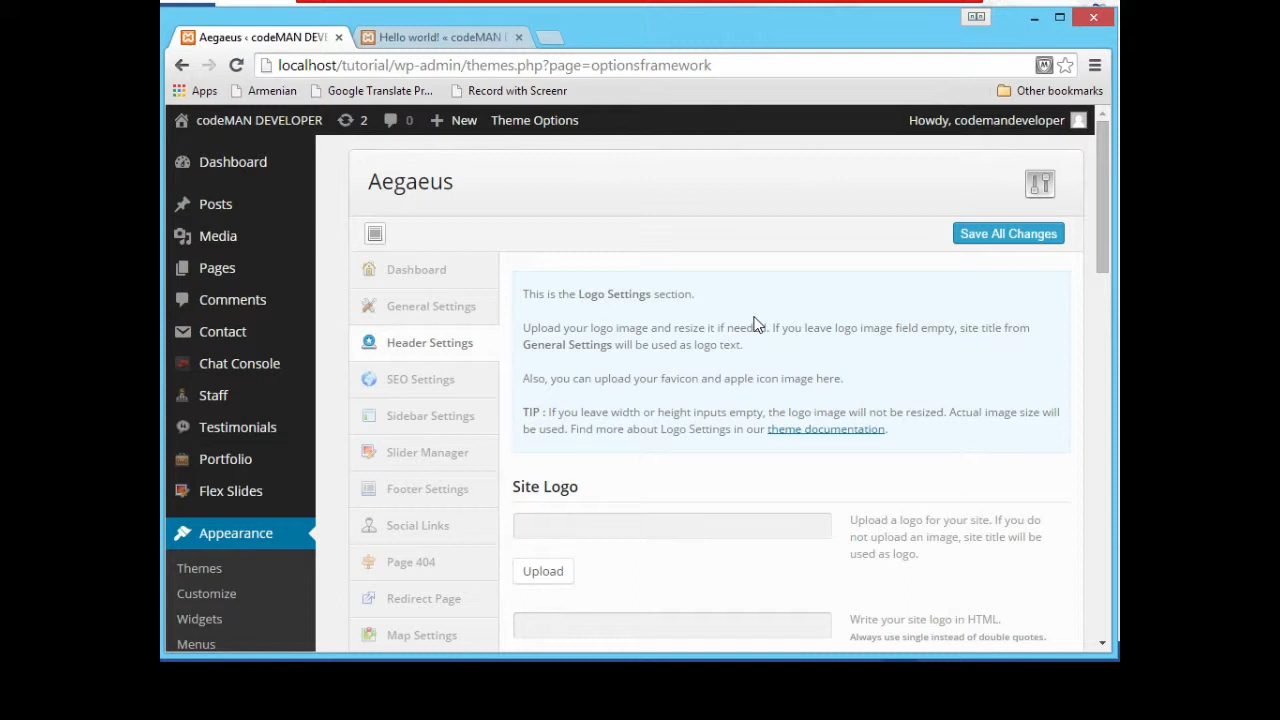 Aegaeus ‹ codeMAN DEVE
Hello world! « codeMAN D
localhost/tutorial/wp-admin/themes.php?page=optionsframework
Apps
Armenian
Google Translate Pr...
Record with Screenr
Other bookmarks
codeMAN DEVELOPER
2
0
New
Theme Options
Howdy, codemandeveloper
Dashboard
Posts
Media
Pages
Comments
Contact
Chat Console
Staff
Testimonials
Portfolio
Flex Slides
Appearance
Themes
Customize
Widgets
Menus
Aegaeus
Save All Changes
Dashboard
General Settings
Header Settings
SEO Settings
Sidebar Settings
Slider Manager
Footer Settings
Social Links
Page 404
Redirect Page
Map Settings
This is the Logo Settings section.
Upload your logo image and resize it if needed. If you leave logo image field empty, site title from
General Settings will be used as logo text.
Also, you can upload your favicon and apple icon image here.
TIP : If you leave width or height inputs empty, the logo image will not be resized. Actual image size will
be used. Find more about Logo Settings in our theme documentation.
Site Logo
Upload
Upload a logo for your site. If you do
not upload an image, site title will be
used as logo.
Write your site logo in HTML.
Always use single instead of double quotes.